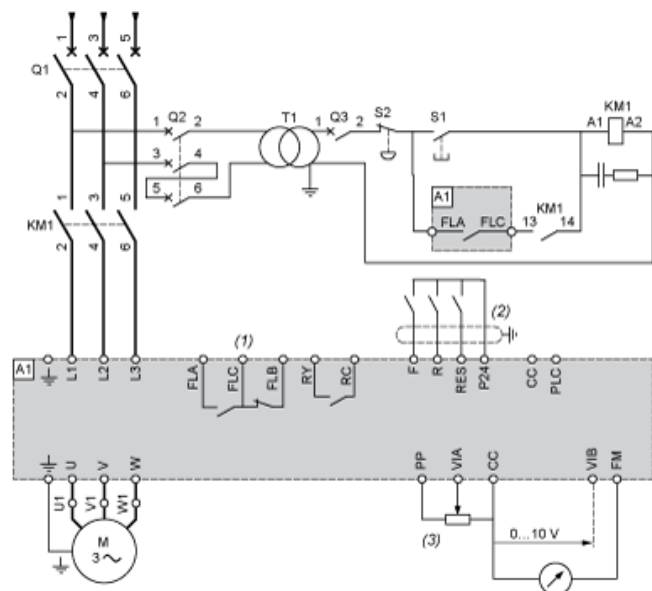 1 3 5
Q1
2 4 6
1 Q2 2
3 4
5 6
T1
1 Q3 2
S2
S1
KM1
A1 A2
A1
FLA FLC
13 KM1 14
1 3 5
KM1
2 4 6
(1)
(2)
A1
L1 L2 L3
FLA FLC FLB RY RC
F R RES P24 CC PLC
U V W
PP VIA CC VIB FM
U1 V1 W1
M
3 ~
(3)
0...10 V